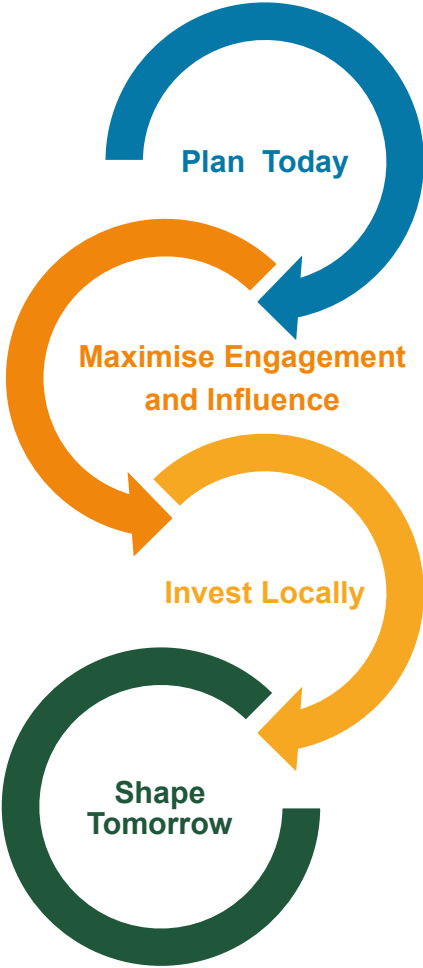 Plan  Today
Maximise Engagement
and Influence
Invest Locally
Shape
Tomorrow